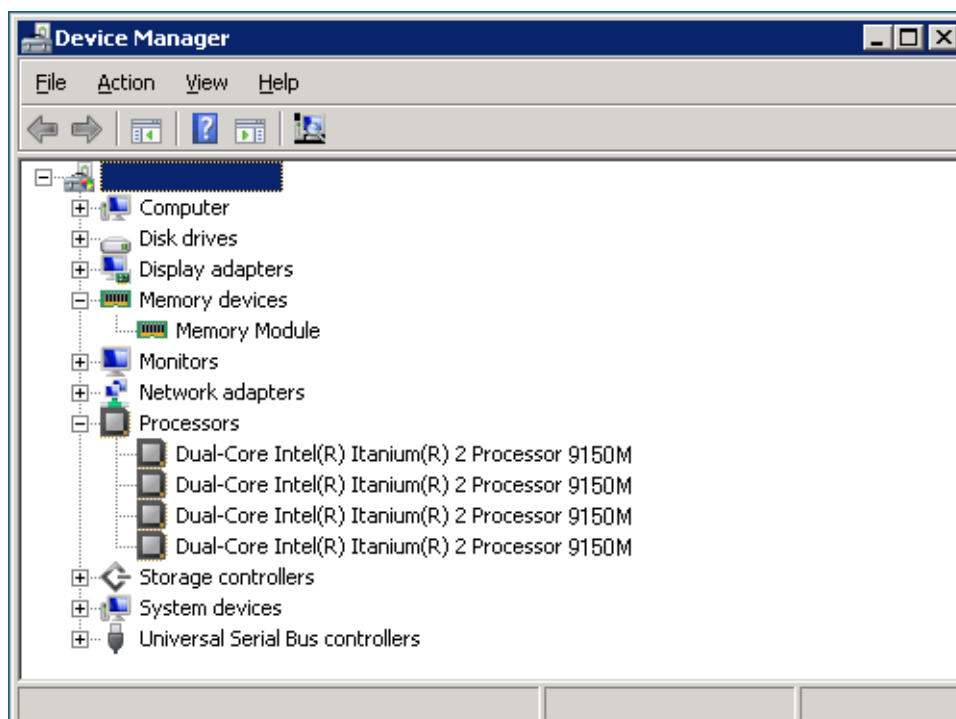 Device Manager
File Action View Help
Computer
Disk drives
Display adapters
Memory devices
Memory Module
Monitors
Network adapters
Processors
Dual-Core Intel(R) Itanium(R) 2 Processor 9150M
Dual-Core Intel(R) Itanium(R) 2 Processor 9150M
Dual-Core Intel(R) Itanium(R) 2 Processor 9150M
Dual-Core Intel(R) Itanium(R) 2 Processor 9150M
Storage controllers
System devices
Universal Serial Bus controllers